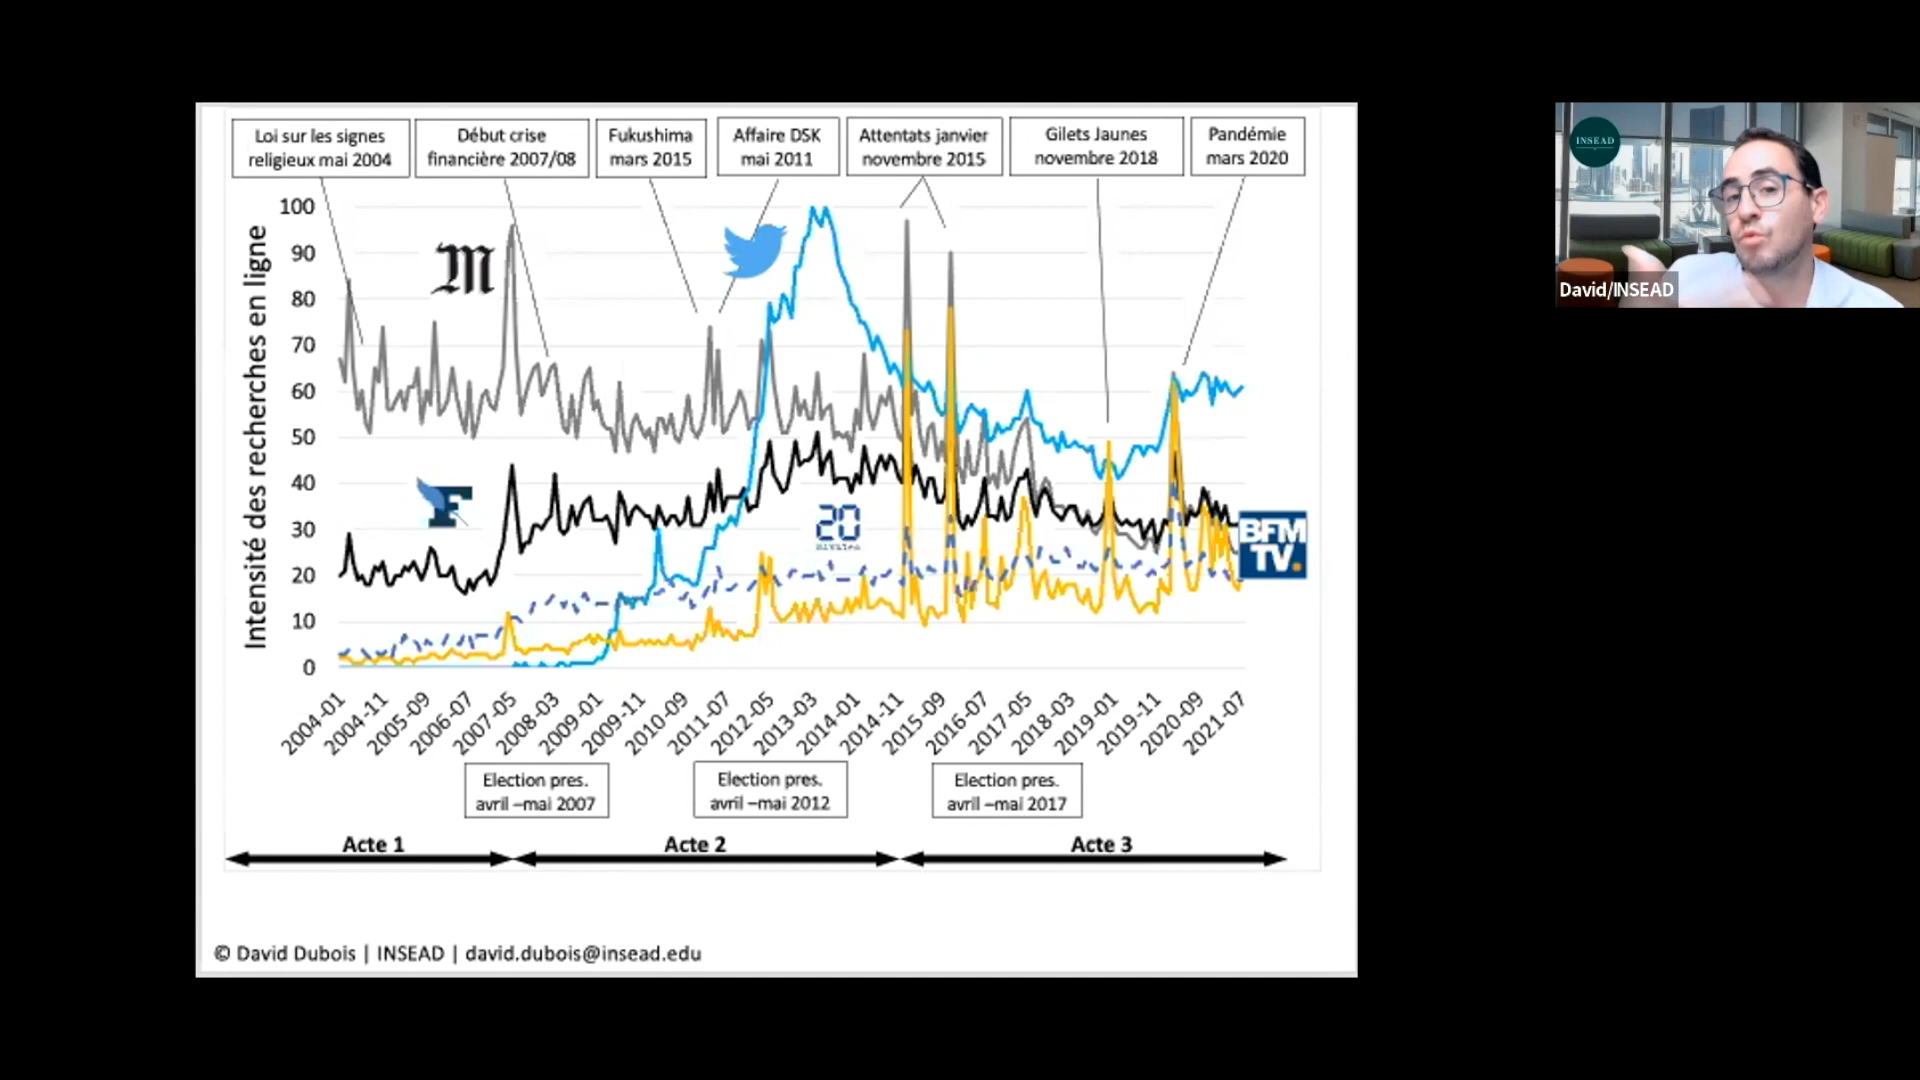 Loi sur les signes
religieux mai 2004
Début crise
financière 2007/08
Fukushima
mars 2015
Affaire DSK
mai 2011
Attentats janvier
novembre 2015
Gilets Jaunes
novembre 2018
Pandémie
mars 2020
Intensité des recherches en ligne
100
90
80
70
60
50
40
30
20
10
0
M
F
20
BFM
TV.
2004-01
2004-11
2005-09
2006-07
2007-05
2008-03
2009-01
2009-11
2010-09
2011-07
2012-05
2013-03
2014-01
2014-11
2015-09
2016-07
2017-05
2018-03
2019-01
2019-11
2020-09
2021-07
Election pres.
avril –mai 2007
Election pres.
avril –mai 2012
Election pres.
avril –mai 2017
Acte 1
Acte 2
Acte 3
© David Dubois | INSEAD | david.dubois@insead.edu
INSEAD
David/INSEAD